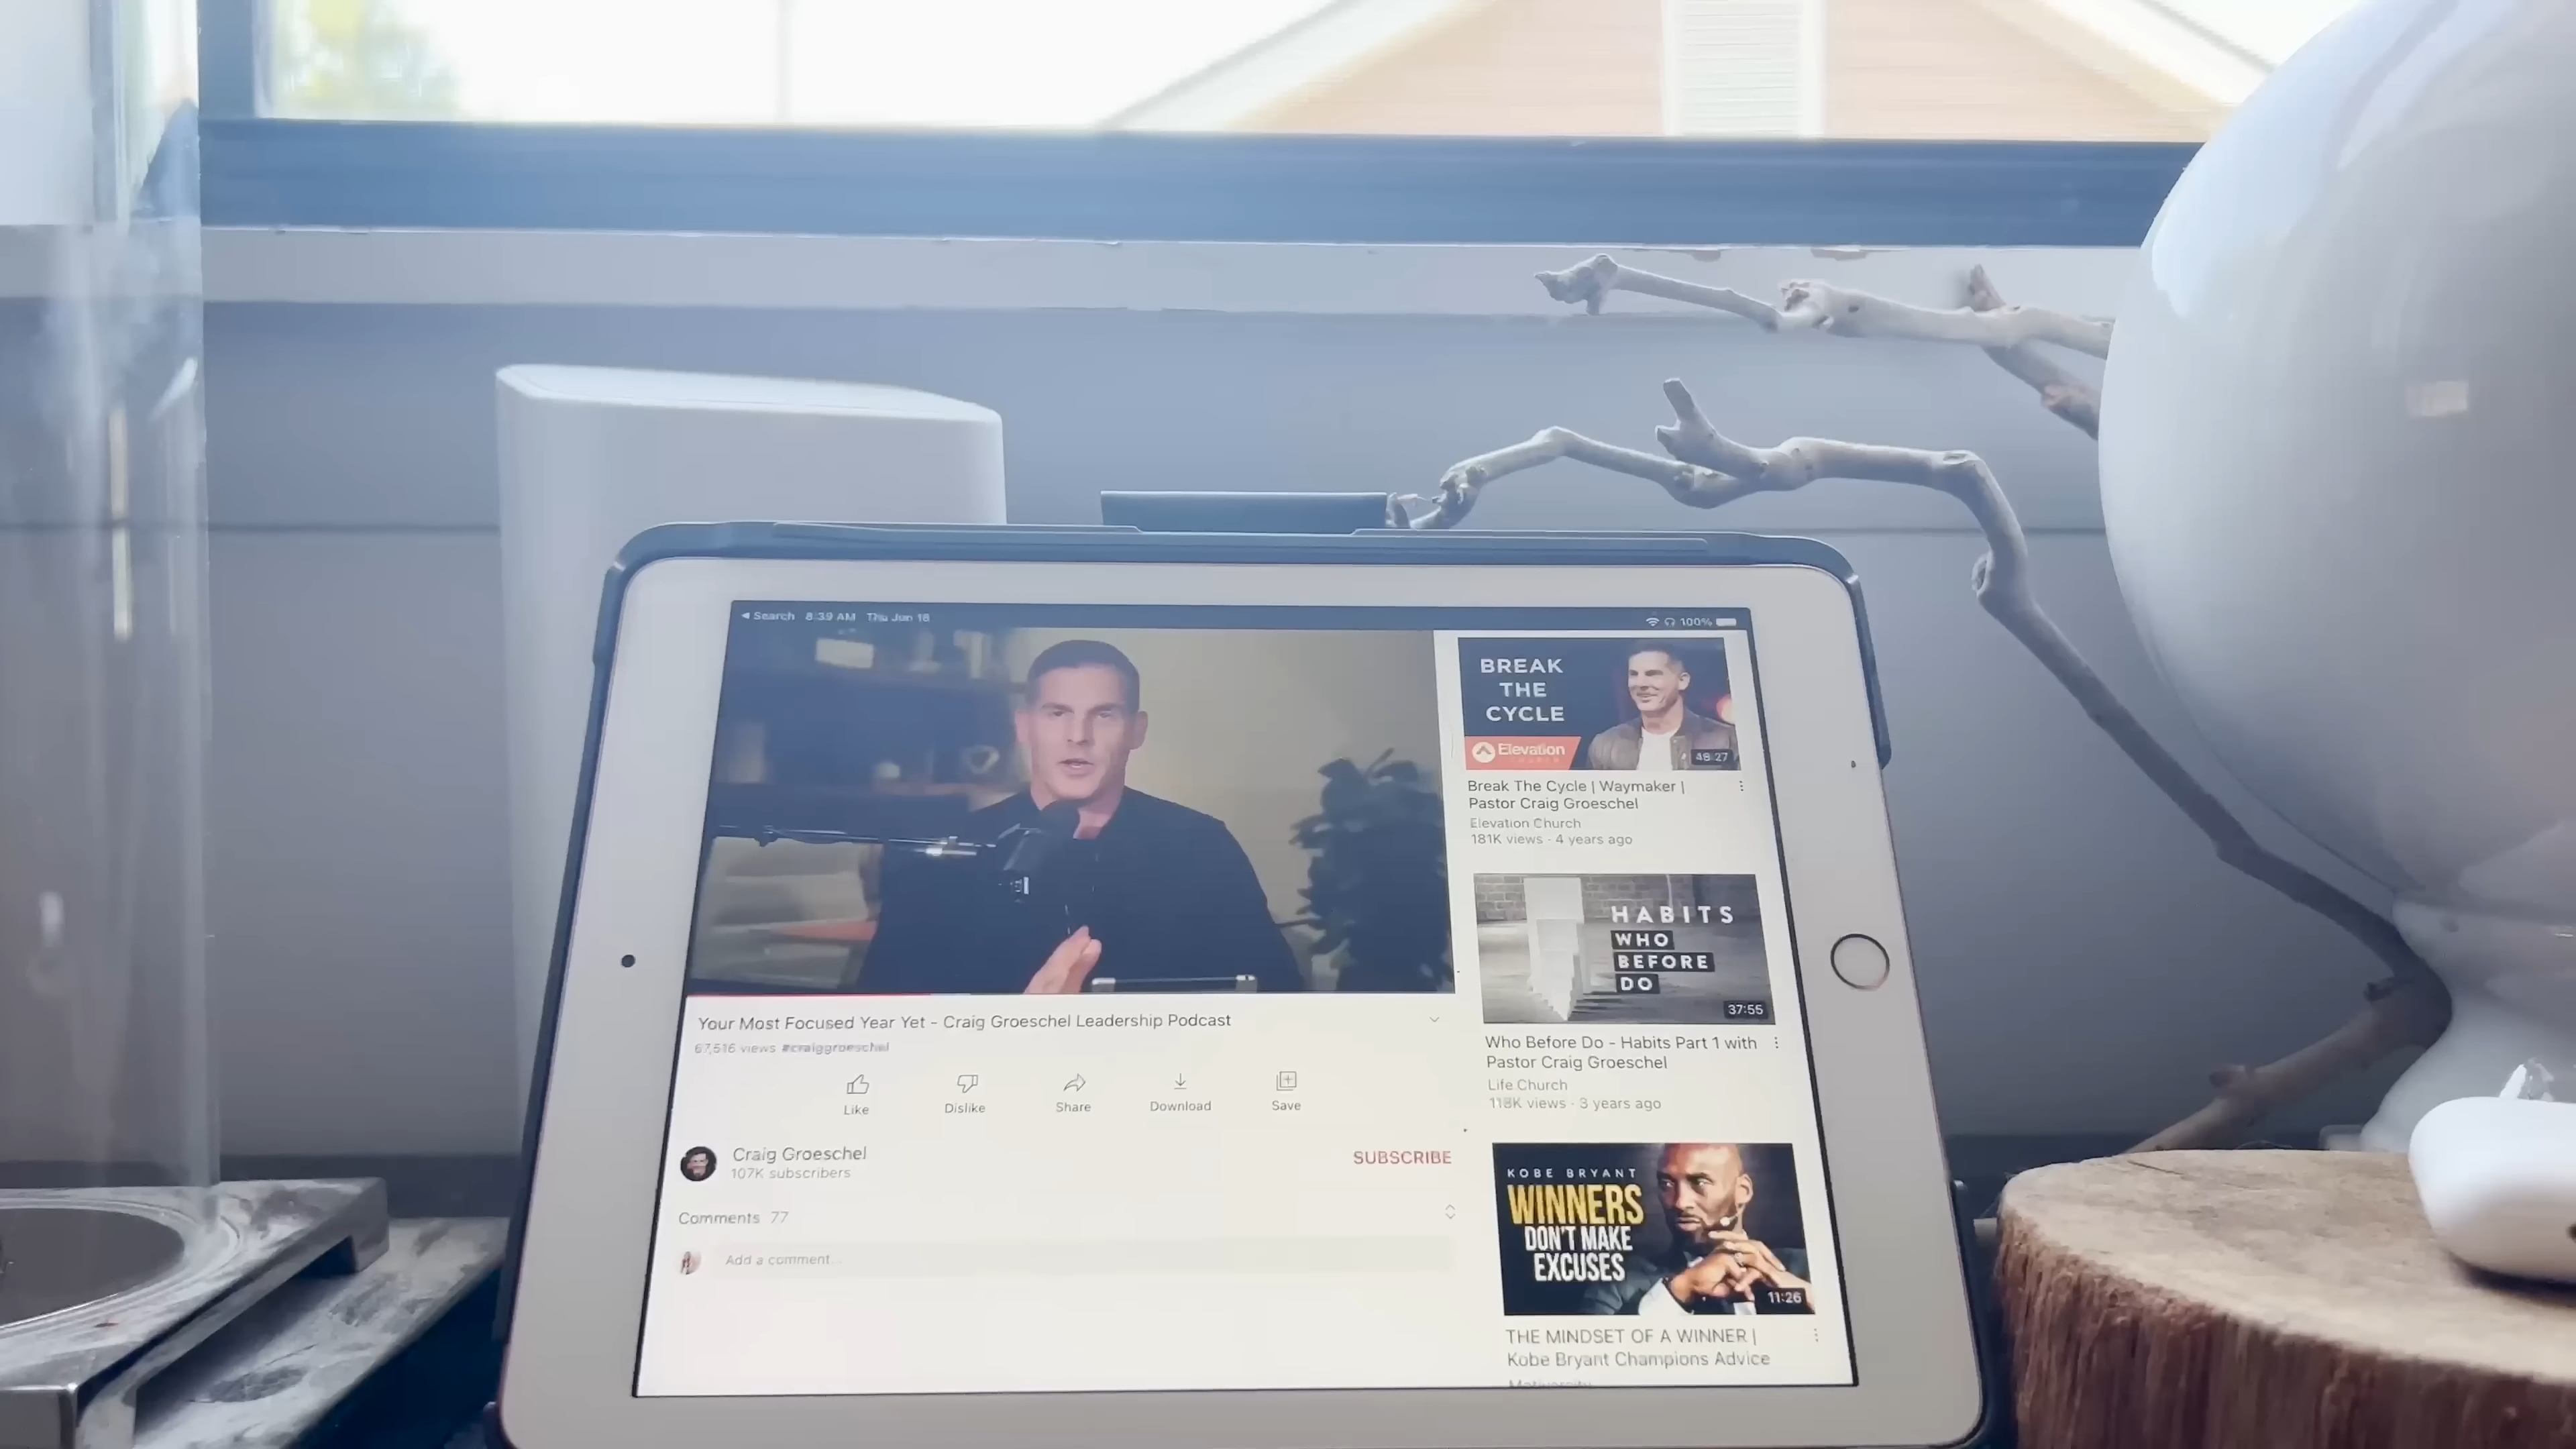 Search 8:39 AM Thu Jun 16
100%
BREAK
THE
CYCLE
Elevation
CHURCH
48:27
Break The Cycle | Waymaker |
Pastor Craig Groeschel
Elevation Church
181K views · 4 years ago
HABITS
WHO
BEFORE
DO
37:55
Who Before Do - Habits Part 1 with
Pastor Craig Groeschel
Life Church
118K views · 3 years ago
KOBE BRYANT
WINNERS
DON'T MAKE
EXCUSES
11:26
THE MINDSET OF A WINNER |
Kobe Bryant Champions Advice
Your Most Focused Year Yet - Craig Groeschel Leadership Podcast
67,516 views #craiggroeschel
Like
Dislike
Share
Download
Save
Craig Groeschel
107K subscribers
SUBSCRIBE
Comments 77
Add a comment...